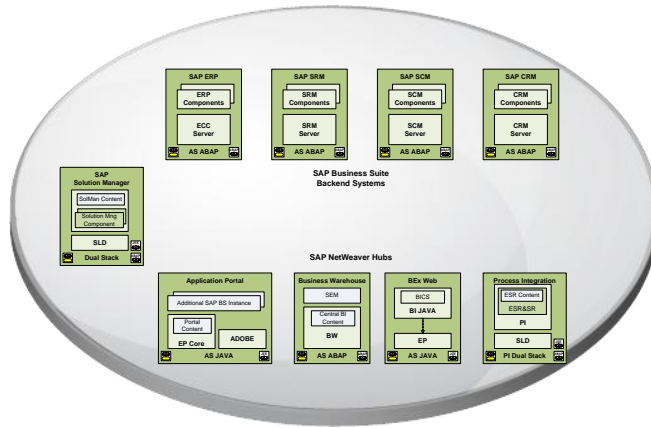 SAP ERP
ERP
Components
ECC
Server
AS ABAP
SAP SRM
SRM
Components
SRM
Server
AS ABAP
SAP SCM
SCM
Components
SCM
Server
AS ABAP
SAP CRM
CRM
Components
CRM
Server
AS ABAP
SAP Business Suite
Backend Systems
SAP
Solution Manager
SolMan Content
Solution Mng
Component
SLD
Dual Stack
SAP NetWeaver Hubs
Application Portal
Additional SAP BS Instance
Portal
Content
EP Core
ADOBE
AS JAVA
Business Warehouse
SEM
Central BI
Content
BW
AS ABAP
BEx Web
BICS
BI JAVA
EP
AS JAVA
Process Integration
ESR Content
ESR&SR
PI
SLD
PI Dual Stack